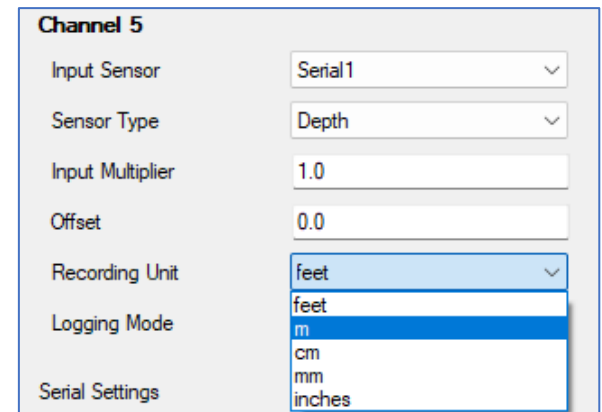 Channel 5
Input Sensor Serial1
Sensor Type Depth
Input Multiplier 1.0
Offset 0.0
Recording Unit feet
feet
Logging Mode m
cm
mm
Serial Settings inches